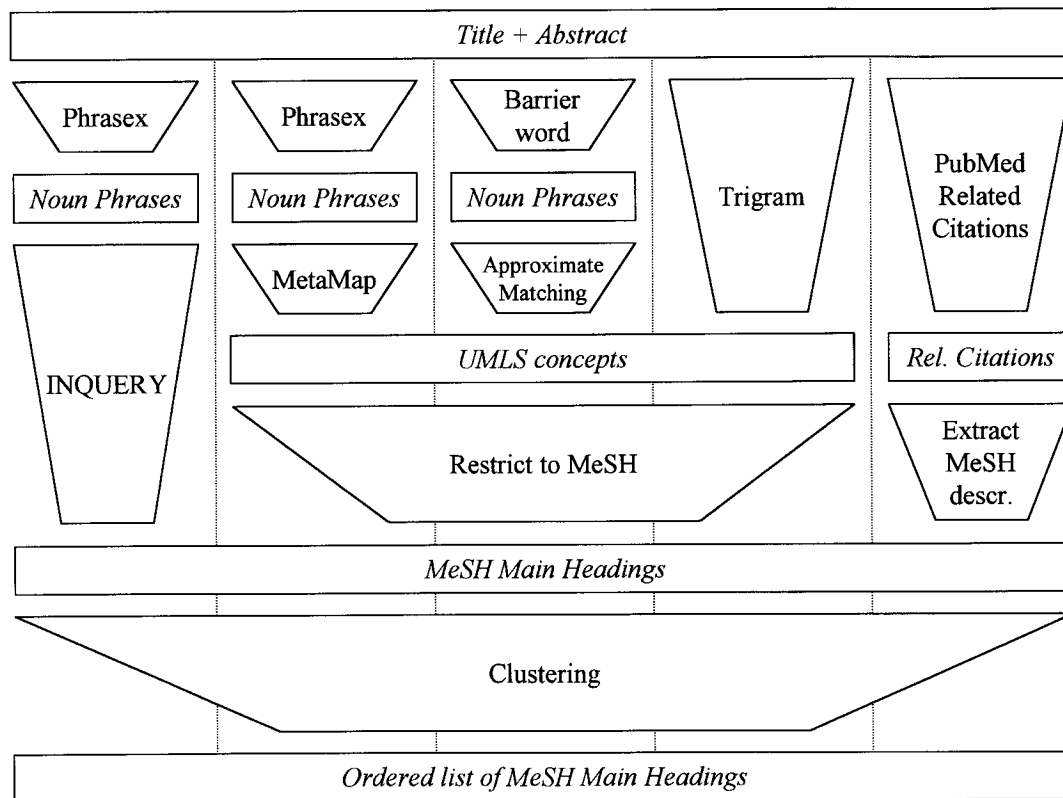 Title + Abstract
Phrasex
Phrasex
Barrier
word
Trigram
PubMed
Related
Citations
Noun Phrases
Noun Phrases
Noun Phrases
INQUERY
MetaMap
Approximate
Matching
UMLS concepts
Rel. Citations
Restrict to MeSH
Extract
MeSH
descr.
MeSH Main Headings
Clustering
Ordered list of MeSH Main Headings